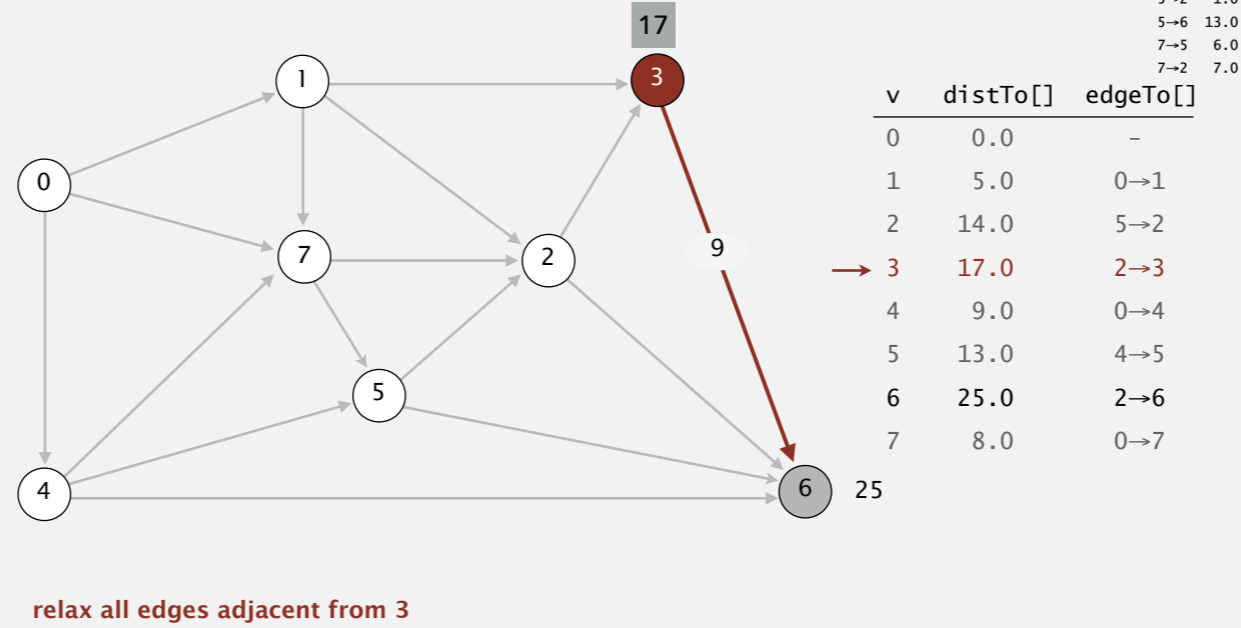 5→6 13.0
7→5 6.0
7→2 7.0
17
3
1
0
7
2
9
5
4
6
25
v distTo[] edgeTo[]
0 0.0 –
1 5.0 0→1
2 14.0 5→2
3 17.0 2→3
4 9.0 0→4
5 13.0 4→5
6 25.0 2→6
7 8.0 0→7
relax all edges adjacent from 3